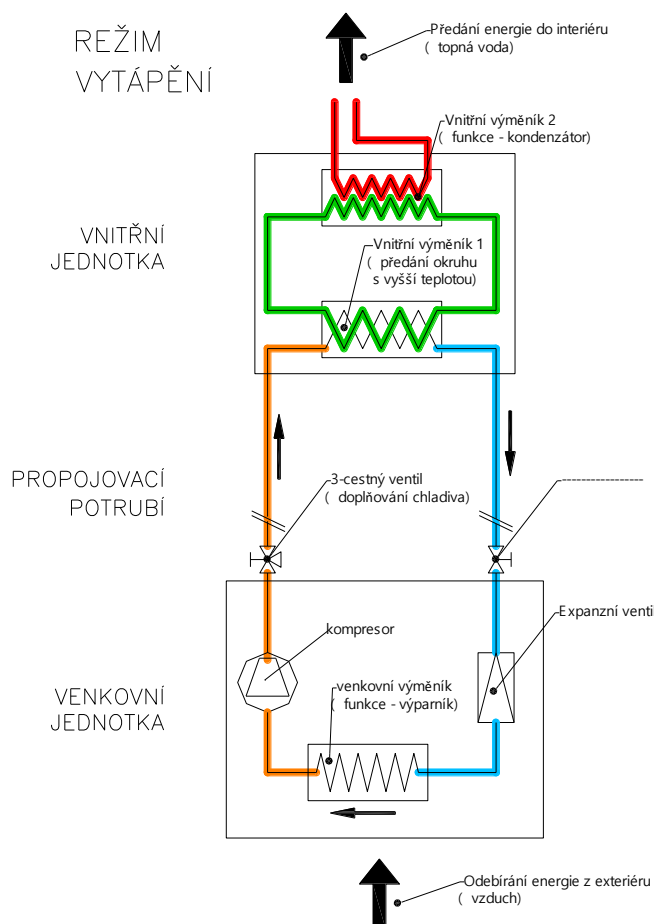 REŽIM
VYTÁPĚNÍ
Předání energie do interiéru
( topná voda)
Vnitřní výměník 2
( funkce - kondenzátor)
VNITŘNÍ
JEDNOTKA
Vnitřní výměník 1
( předání okruhu
s vyšší teplotou)
PROPOJOVACÍ
POTRUBÍ
3-cestný ventil
( doplňování chladiva)
Expanzní venti
kompresor
VENKOVNÍ
JEDNOTKA
venkovní výměník
( funkce - výparník)
Odebírání energie z exteriéru
( vzduch)